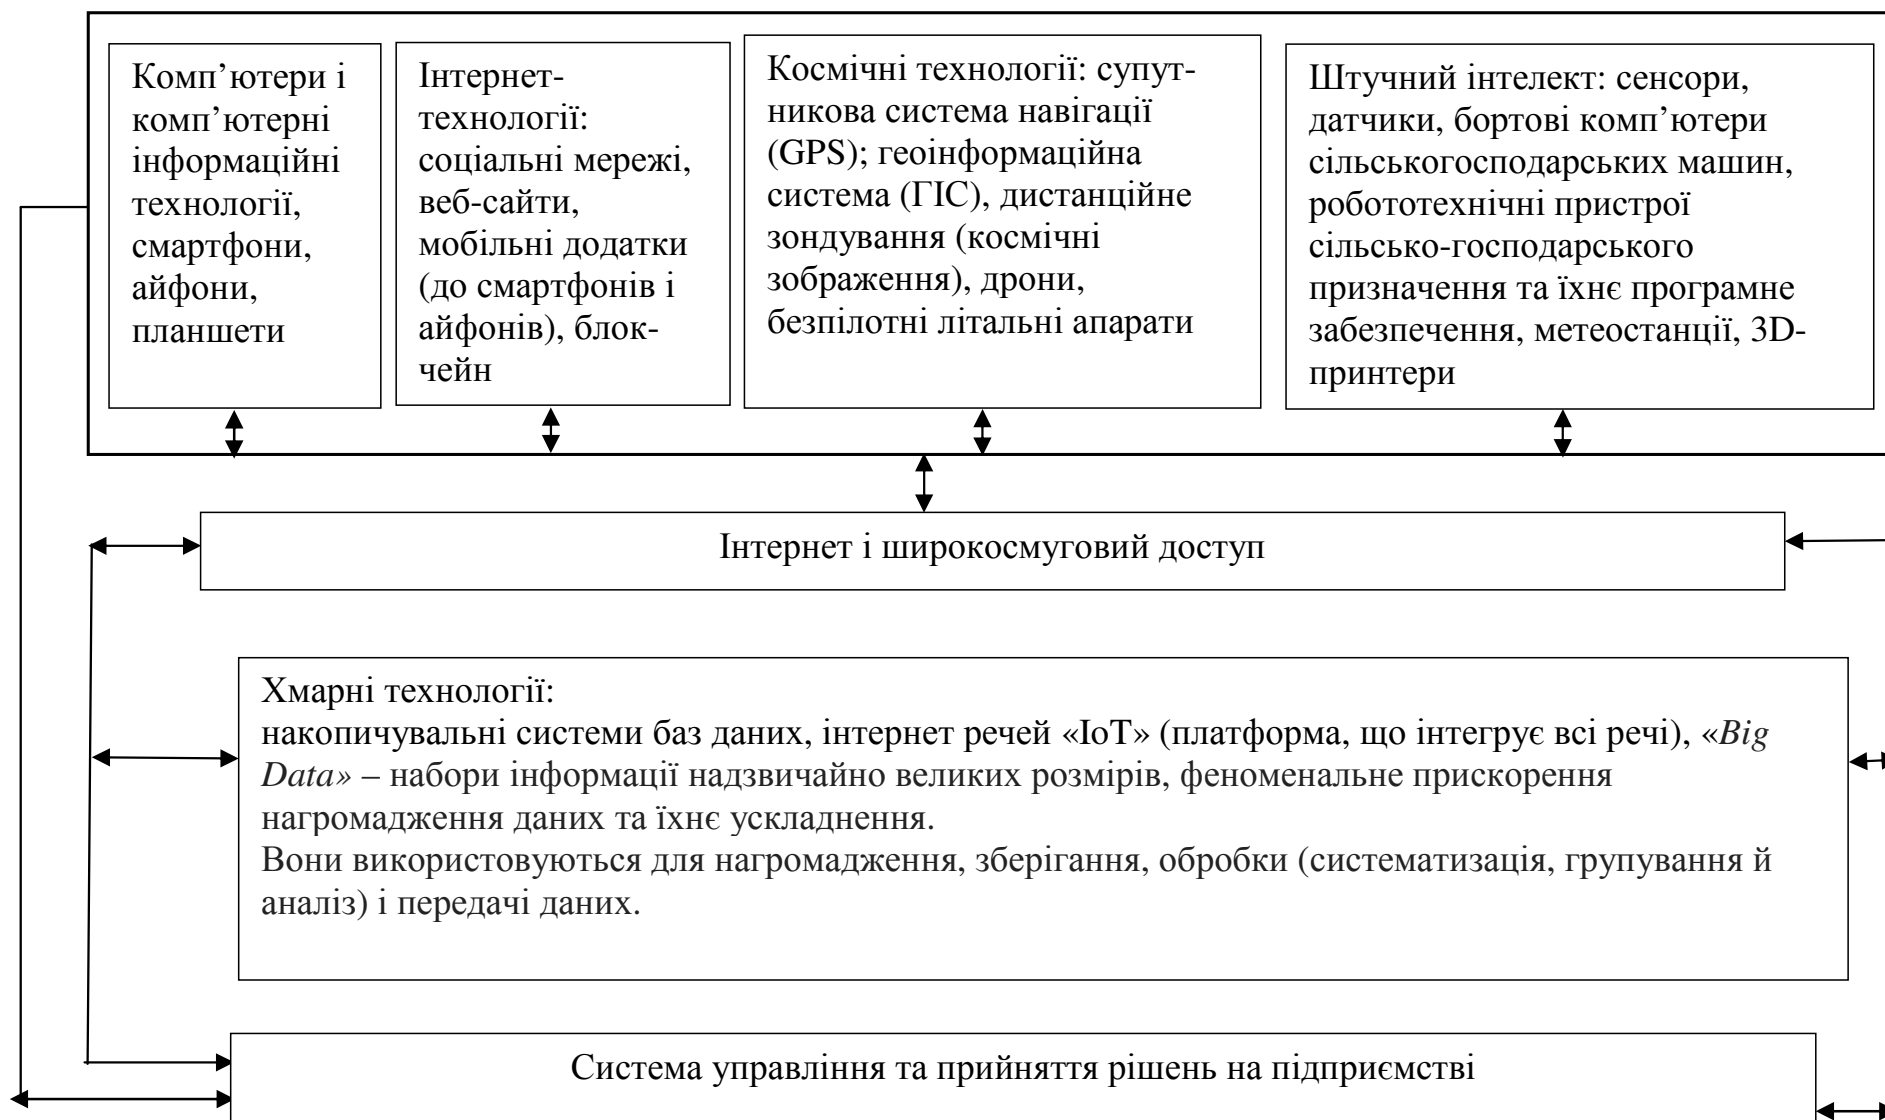 Комп’ютери і
комп’ютерні
інформаційні
технології,
смартфони,
айфони,
планшети
Інтернет-
технології:
соціальні мережі,
веб-сайти,
мобільні додатки
(до смартфонів і
айфонів), блок-
чейн
Космічні технології: супут-
никова система навігації
(GPS); геоінформаційна
система (ГІС), дистанційне
зондування (космічні
зображення), дрони,
безпілотні літальні апарати
Штучний інтелект: сенсори,
датчики, бортові комп’ютери
сільськогосподарських машин,
робототехнічні пристрої
сільсько-господарського
призначення та їхнє програмне
забезпечення, метеостанції, 3D-
принтери
Інтернет і широкосмуговий доступ
Хмарні технології:
накопичувальні системи баз даних, інтернет речей «IoT» (платформа, що інтегрує всі речі), «Big
Data» – набори інформації надзвичайно великих розмірів, феноменальне прискорення
нагромадження даних та їхнє ускладнення.
Вони використовуються для нагромадження, зберігання, обробки (систематизація, групування й
аналіз) і передачі даних.
Система управління та прийняття рішень на підприємстві